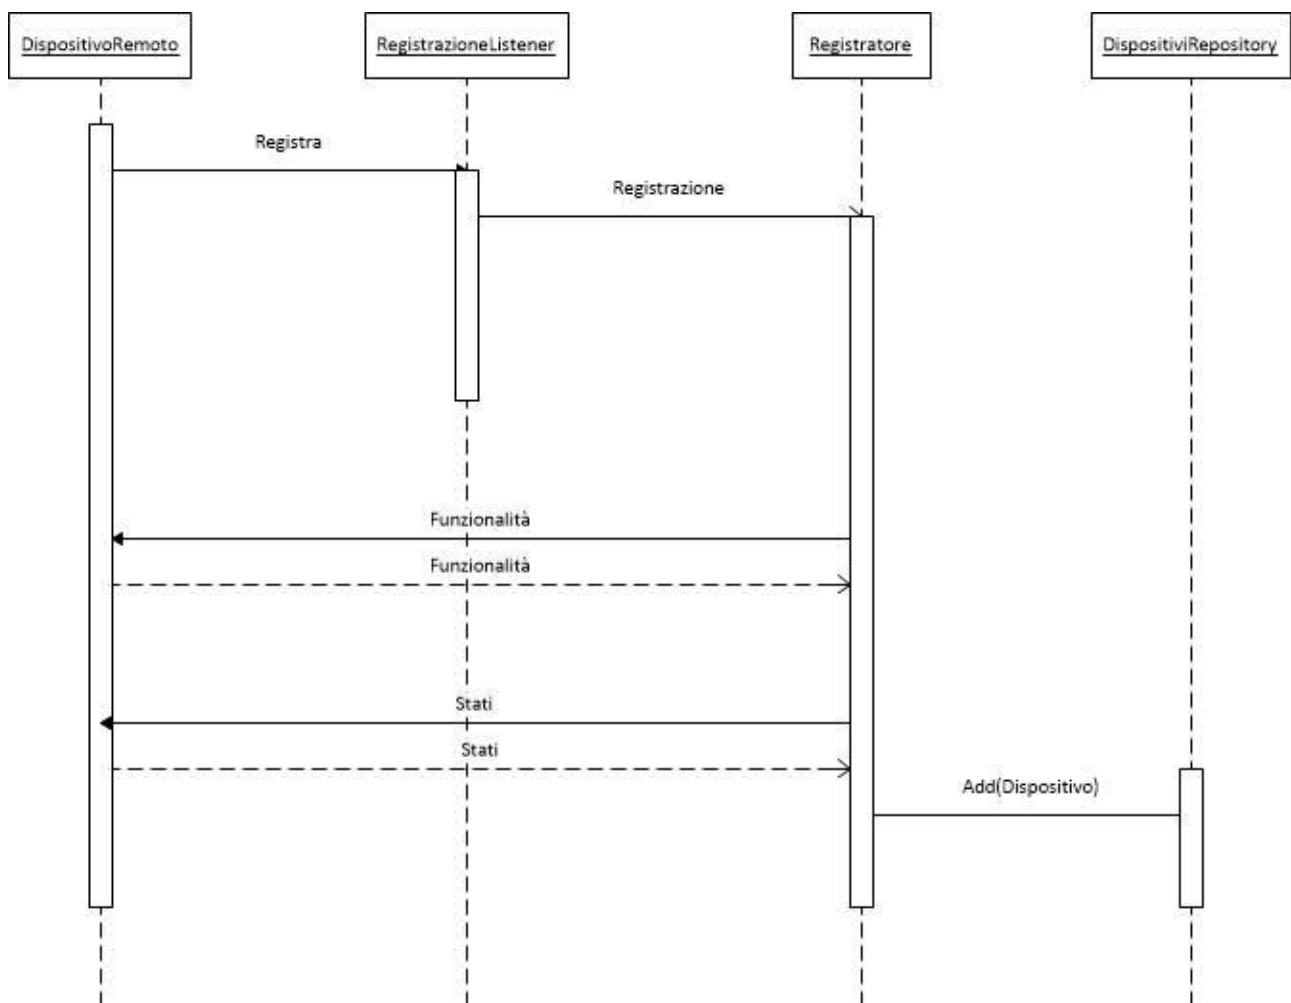 DispositivoRemoto
RegistrazioneListener
Registratore
DispositiviRepository
Registra
Registrazione
Funzionalità
Funzionalità
Stati
Stati
Add(Dispositivo)